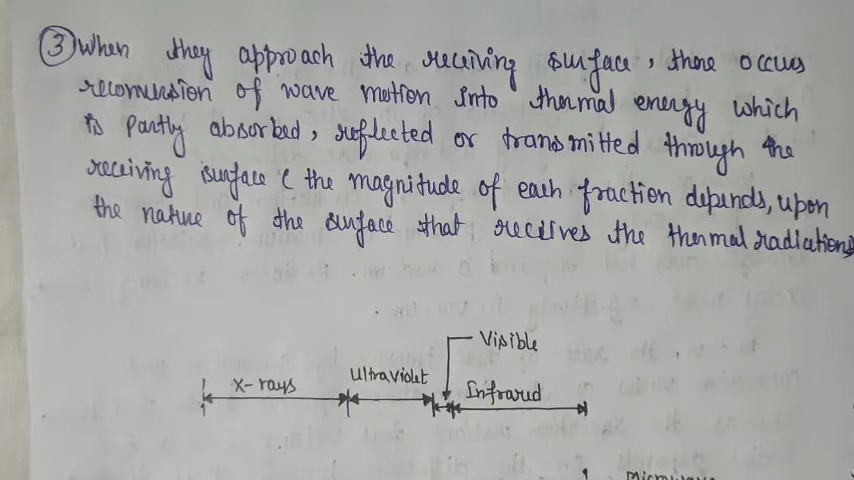 ③ When they approach the receiving surface, there occurs
reconversion of wave motion into thermal energy which
is partly absorbed, reflected or transmitted through the
receiving surface ( the magnitude of each fraction depends, upon
the nature of the surface that receives the thermal radiations
Visible
X-rays
Ultraviolet
Infrared